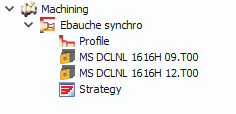 Machining
Ebauche synchro
Profile
MS DCLNL 1616H 09.T00
MS DCLNL 1616H 12.T00
Strategy